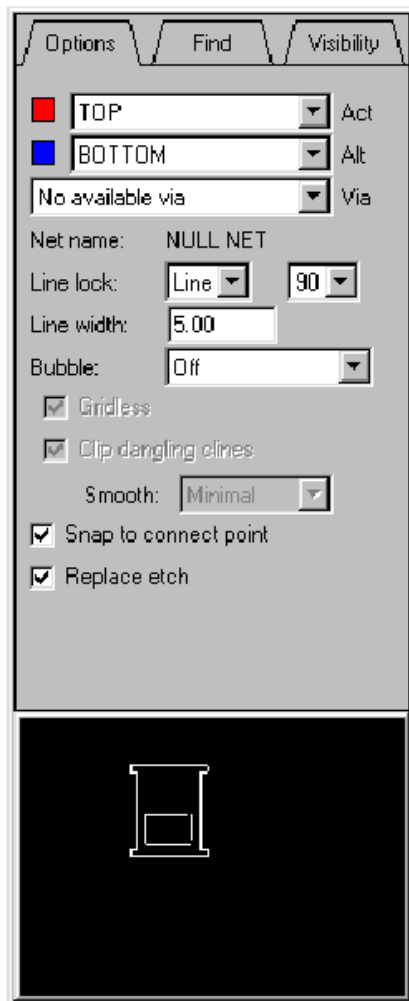 Options Find Visibility
TOP Act
BOTTOM Alt
No available via Via
Net name: NULL NET
Line lock: Line 90
Line width: 5.00
Bubble: Off
Gridless
Clip dangling clines
Smooth: Minimal
Snap to connect point
Replace etch